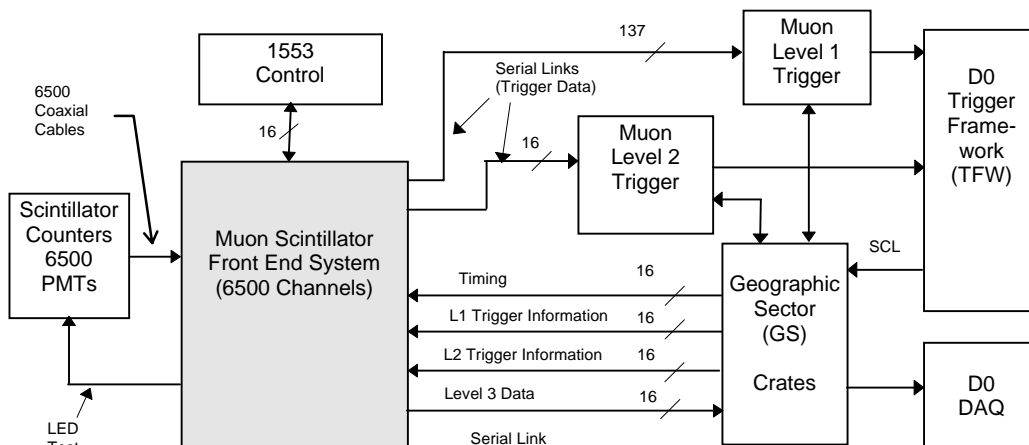 137
Muon
Level 1
Trigger
1553
Control
Serial Links
(Trigger Data)
D0
Trigger
Frame-
work
(TFW)
6500
Coaxial
Cables
16
16
Muon
Level 2
Trigger
Scintillator
Counters
6500
PMTs
Muon Scintillator
Front End System
(6500 Channels)
SCL
Timing
16
Geographic
Sector
(GS)
Crates
L1 Trigger Information
16
L2 Trigger Information
16
Level 3 Data
16
D0
DAQ
LED
Test
Serial Link